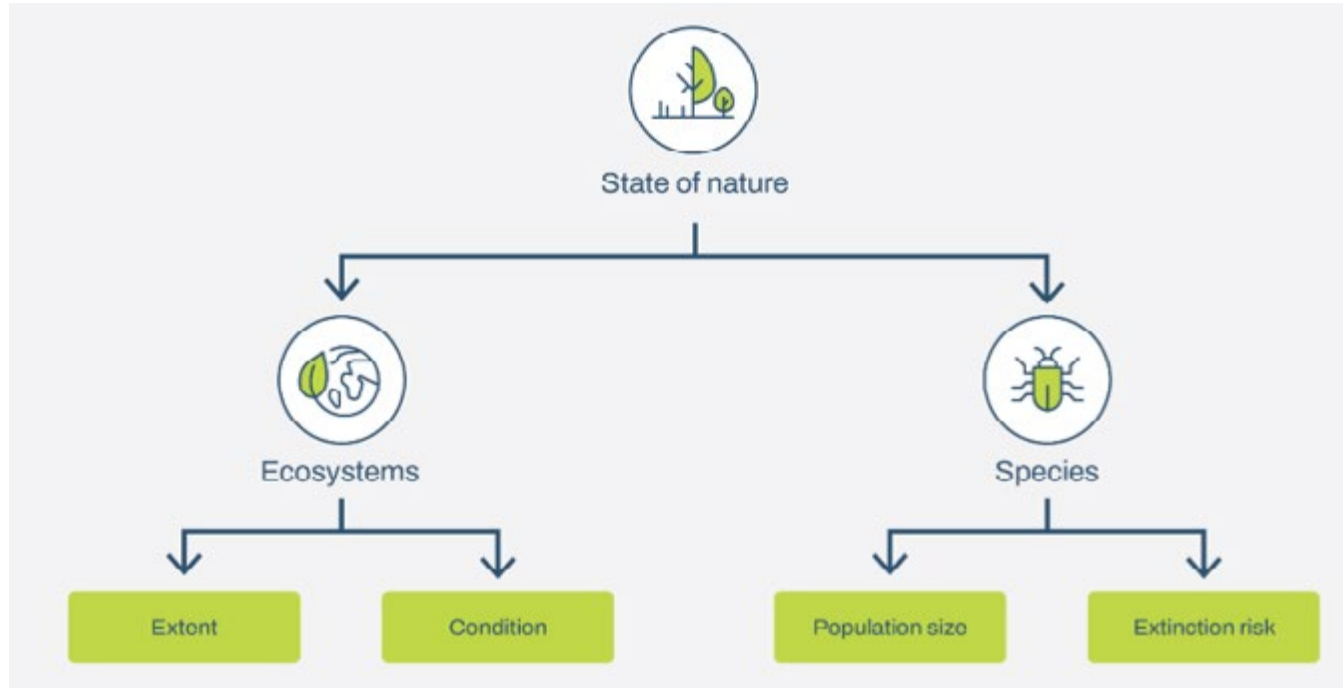 State of nature
Ecosystems
Species
Extent
Condition
Population size
Extinction risk